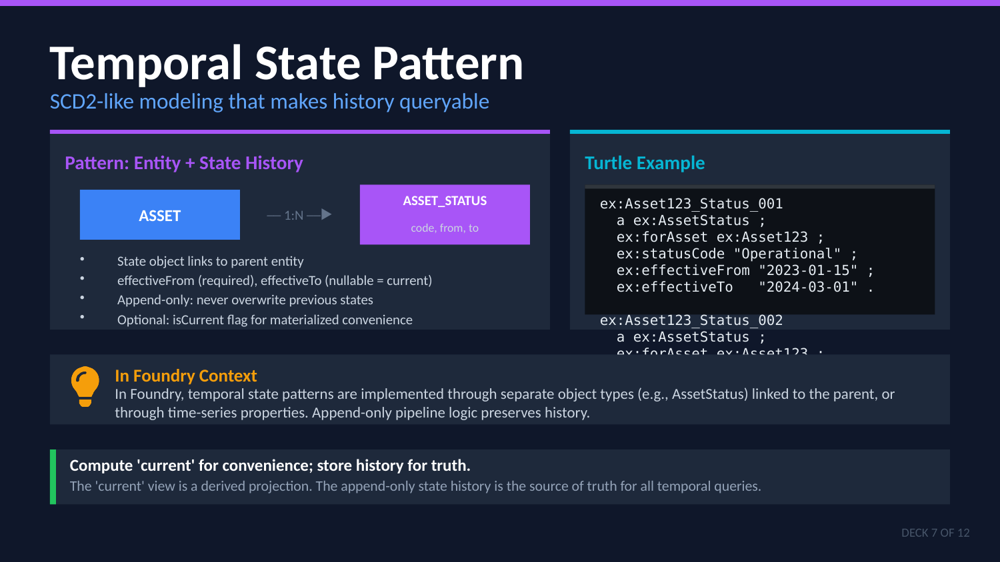 Temporal State Pattern
SCD2-like modeling that makes history queryable
Pattern: Entity + State History
ASSET
— 1:N —▶
ASSET_STATUS
code, from, to
• State object links to parent entity
• effectiveFrom (required), effectiveTo (nullable = current)
• Append-only: never overwrite previous states
• Optional: isCurrent flag for materialized convenience
Turtle Example
ex:Asset123_Status_001
  a ex:AssetStatus ;
  ex:forAsset ex:Asset123 ;
  ex:statusCode "Operational" ;
  ex:effectiveFrom "2023-01-15" ;
  ex:effectiveTo   "2024-03-01" .
ex:Asset123_Status_002
  a ex:AssetStatus ;
  ex:forAsset ex:Asset123 ;
In Foundry Context
In Foundry, temporal state patterns are implemented through separate object types (e.g., AssetStatus) linked to the parent, or
through time-series properties. Append-only pipeline logic preserves history.
Compute 'current' for convenience; store history for truth.
The 'current' view is a derived projection. The append-only state history is the source of truth for all temporal queries.
DECK 7 OF 12